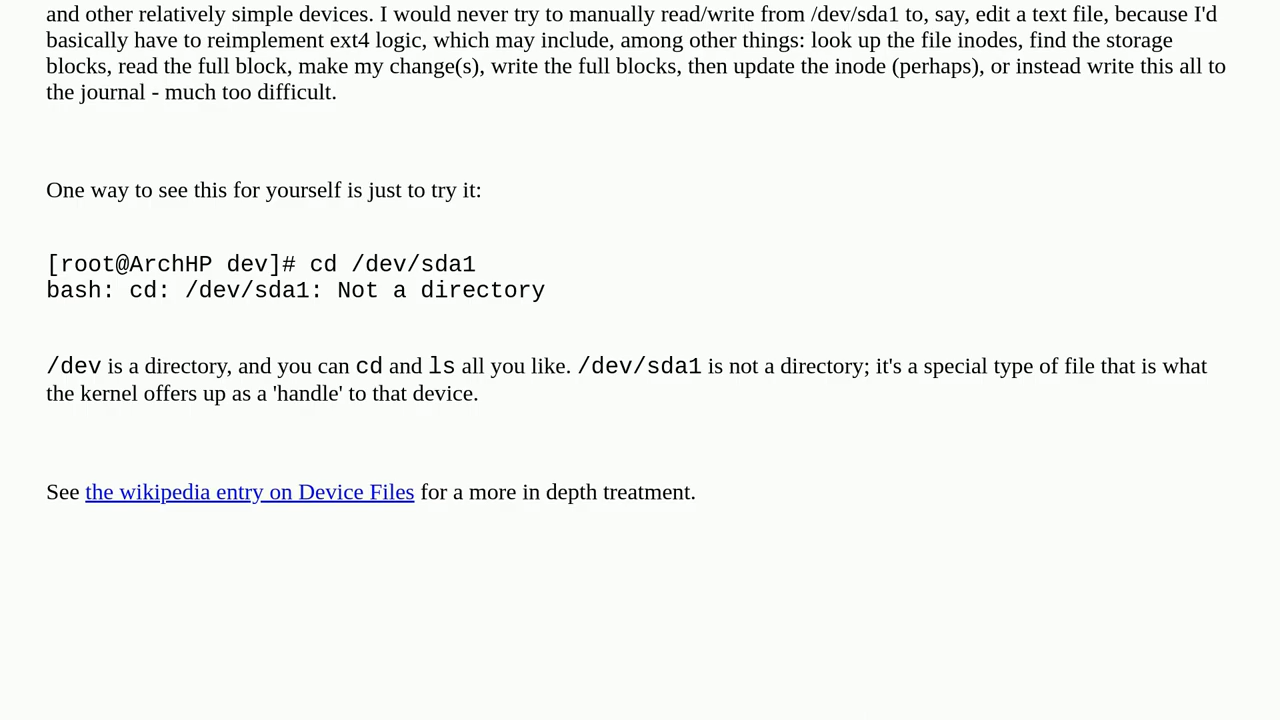 and other relatively simple devices. I would never try to manually read/write from /dev/sda1 to, say, edit a text file, because I'd
basically have to reimplement ext4 logic, which may include, among other things: look up the file inodes, find the storage
blocks, read the full block, make my change(s), write the full blocks, then update the inode (perhaps), or instead write this all to
the journal - much too difficult.
One way to see this for yourself is just to try it:
[root@ArchHP dev]# cd /dev/sda1
bash: cd: /dev/sda1: Not a directory
/dev is a directory, and you can cd and ls all you like. /dev/sda1 is not a directory; it's a special type of file that is what
the kernel offers up as a 'handle' to that device.
See the wikipedia entry on Device Files for a more in depth treatment.